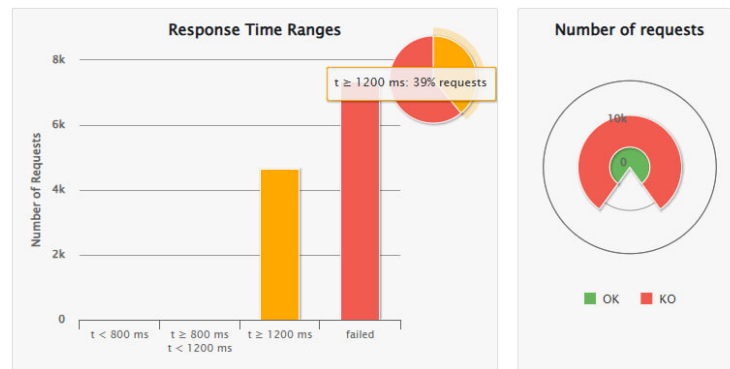 Response Time Ranges
8k
6k
4k
2k
0
Number of Requests
t ≥ 1200 ms: 39% requests
t < 800 ms
t ≥ 800 ms
t < 1200 ms
t ≥ 1200 ms
failed
Number of requests
10k
0
OK
KO